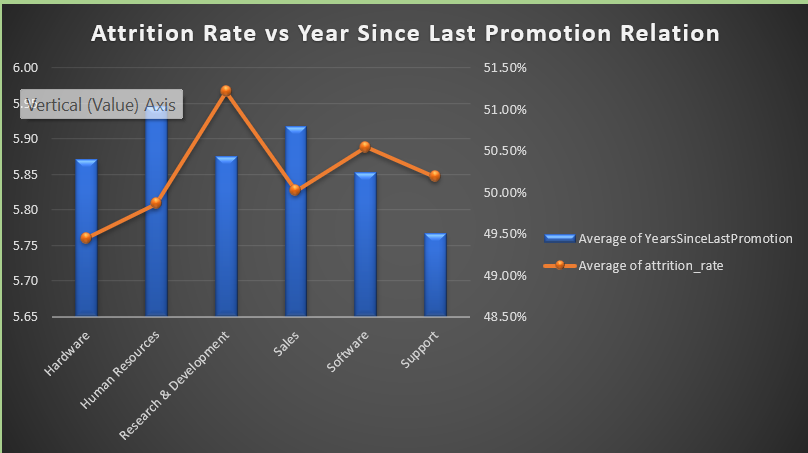 Attrition Rate vs Year Since Last Promotion Relation
6.00
5.95
5.90
5.85
5.80
5.75
5.70
5.65
Vertical (Value) Axis
51.50%
51.00%
50.50%
50.00%
49.50%
49.00%
48.50%
Hardware
Human Resources
Research & Development
Sales
Software
Support
Average of YearsSinceLastPromotion
Average of attrition_rate